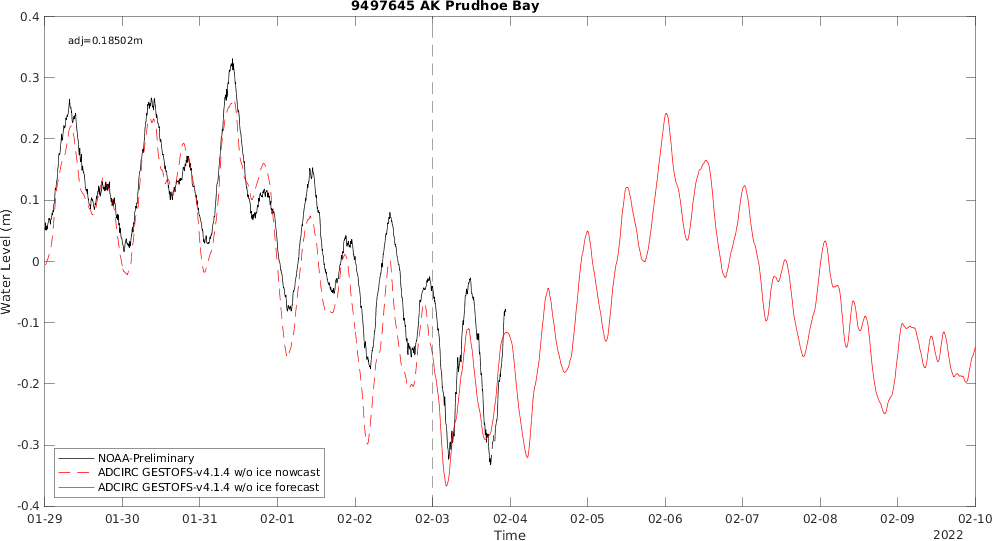 9497645 AK Prudhoe Bay
adj=0.18502m
0.4
0.3
0.2
0.1
0
-0.1
-0.2
-0.3
-0.4
Water Level (m)
NOAA-Preliminary
ADCIRC GESTOFS-v4.1.4 w/o ice nowcast
ADCIRC GESTOFS-v4.1.4 w/o ice forecast
01-29 01-30 01-31 02-01 02-02 02-03 02-04 02-05 02-06 02-07 02-08 02-09 02-10
Time
2022